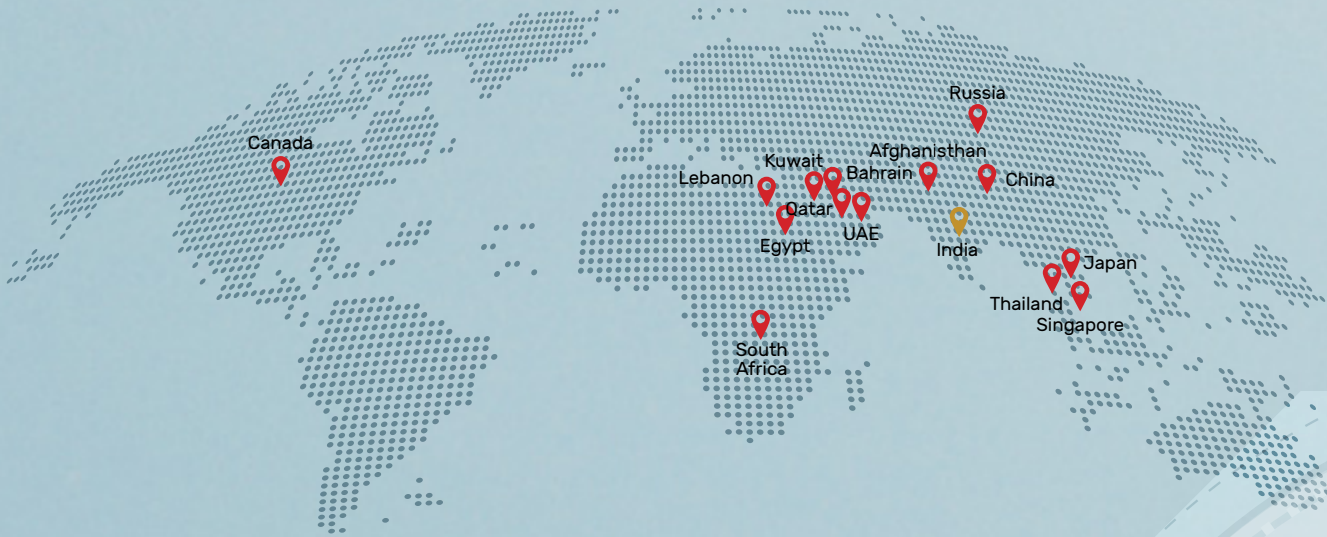 Russia
Canada
Afghanisthan
Kuwait
Bahrain
Lebanon
China
Qatar
UAE
Egypt
India
Japan
Thailand
Singapore
South
Africa